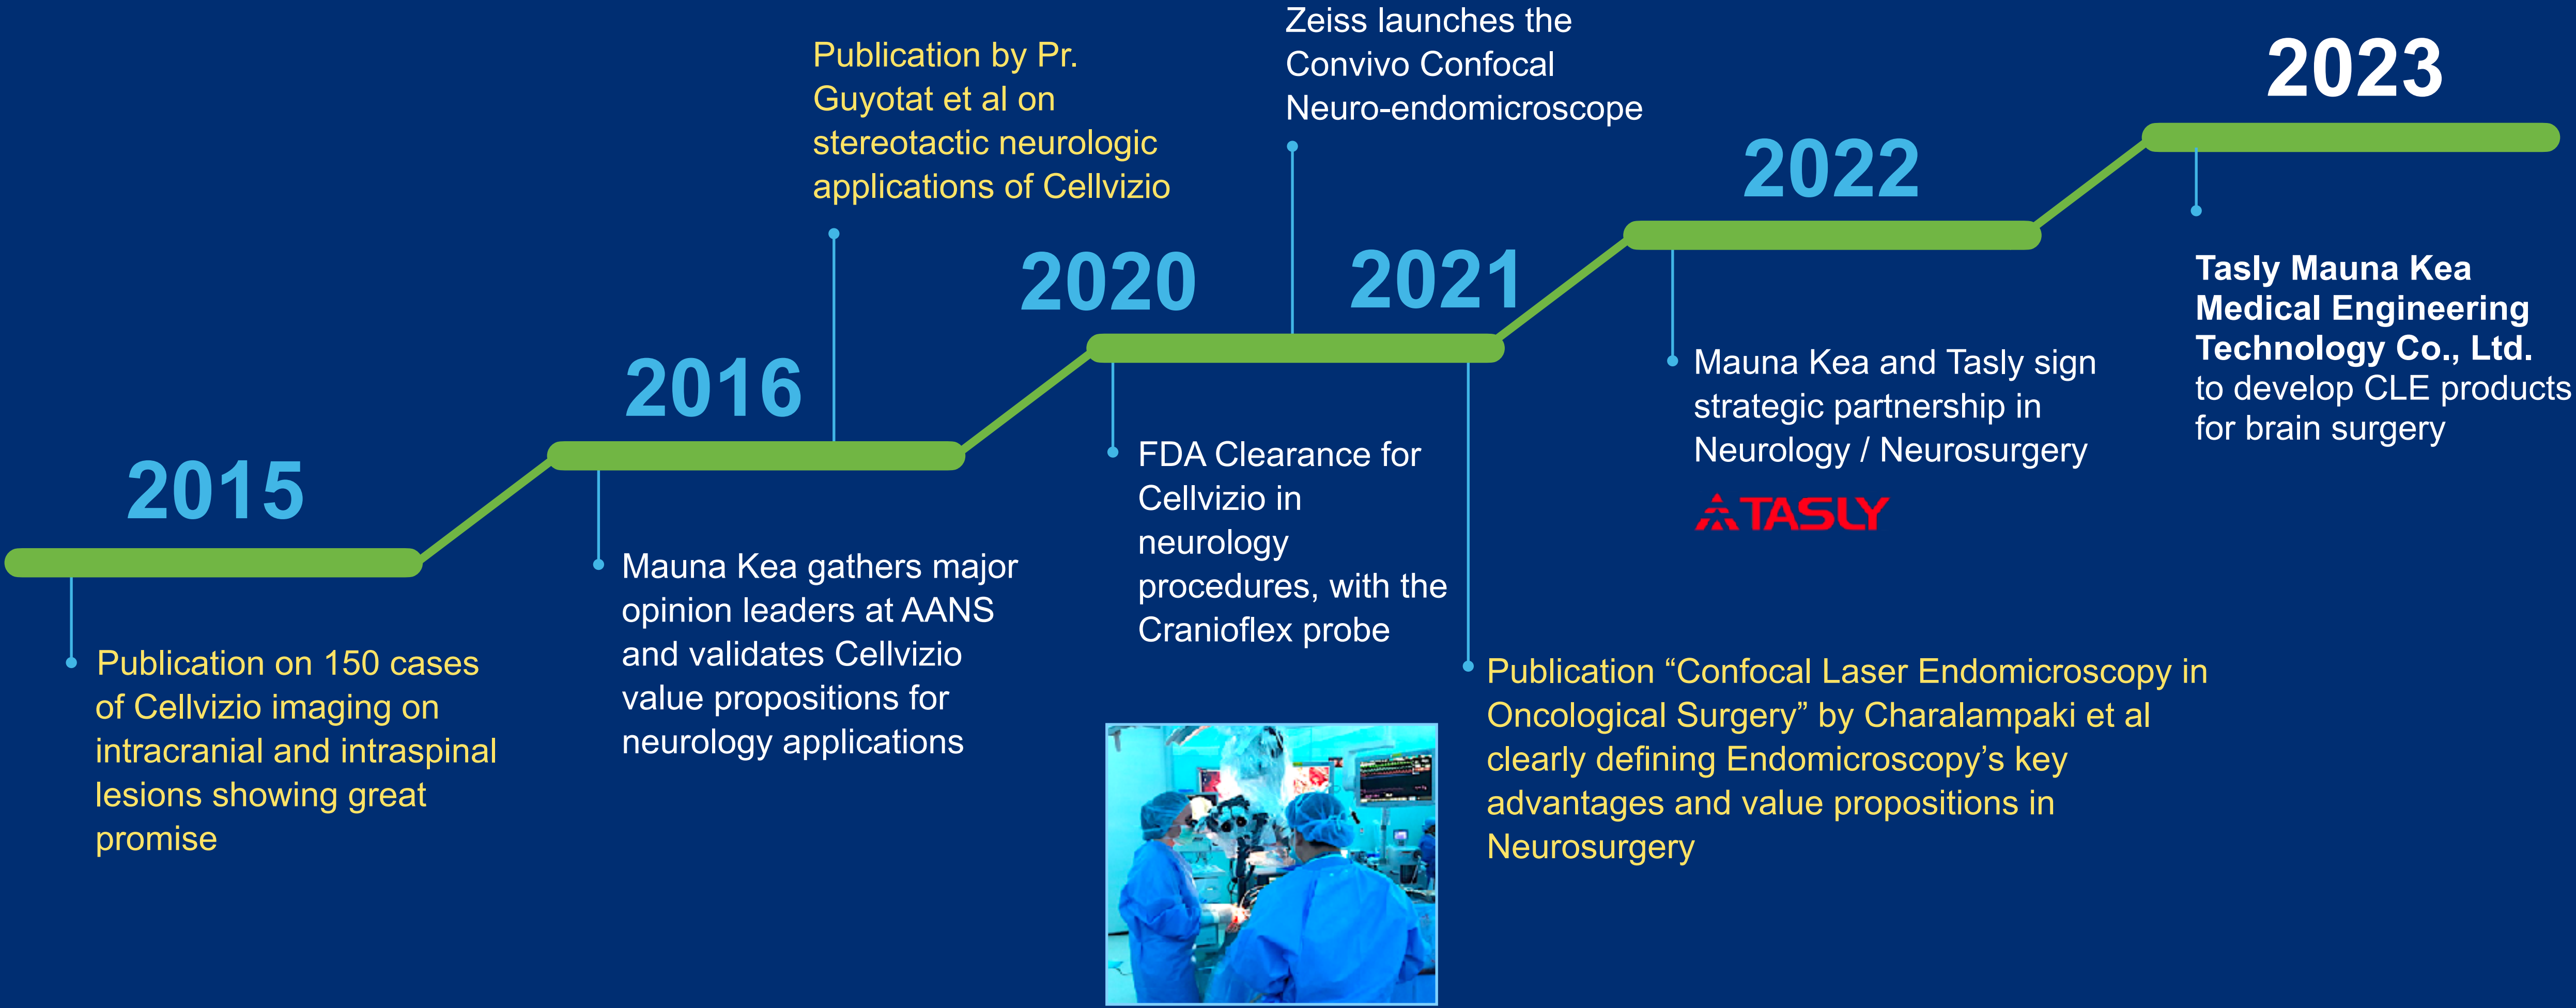 2015
Publication on 150 cases
of Cellvizio imaging on
intracranial and intraspinal
lesions showing great
promise
2016
Publication by Pr.
Guyotat et al on
stereotactic neurologic
applications of Cellvizio
Mauna Kea gathers major
opinion leaders at AANS
and validates Cellvizio
value propositions for
neurology applications
2020
FDA Clearance for
Cellvizio in
neurology
procedures, with the
Cranioflex probe
Zeiss launches the
Convivo Confocal
Neuro-endomicroscope
2021
Publication “Confocal Laser Endomicroscopy in
Oncological Surgery” by Charalampaki et al
clearly defining Endomicroscopy’s key
advantages and value propositions in
Neurosurgery
2022
Mauna Kea and Tasly sign
strategic partnership in
Neurology / Neurosurgery
TASLY
2023
Tasly Mauna Kea
Medical Engineering
Technology Co., Ltd.
to develop CLE products
for brain surgery